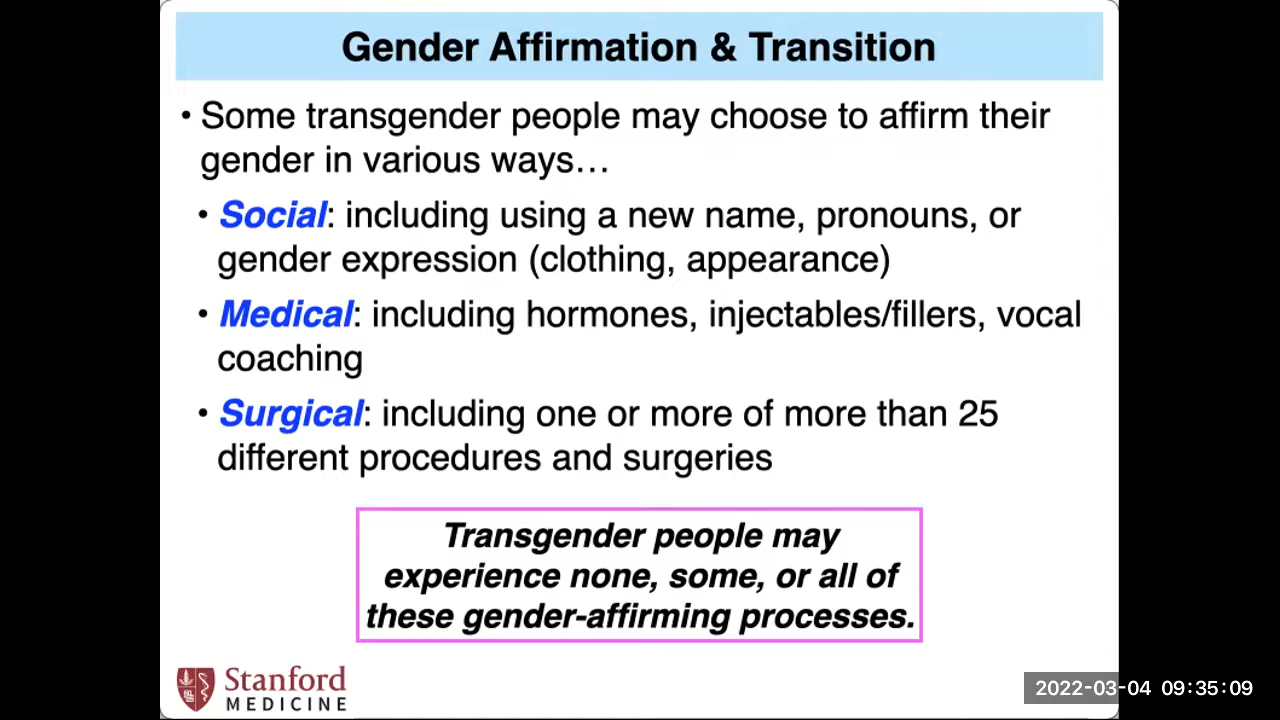 Gender Affirmation & Transition
• Some transgender people may choose to affirm their
gender in various ways…
• Social: including using a new name, pronouns, or
gender expression (clothing, appearance)
• Medical: including hormones, injectables/fillers, vocal
coaching
• Surgical: including one or more of more than 25
different procedures and surgeries
Transgender people may
experience none, some, or all of
these gender-affirming processes.
Stanford
MEDICINE
2022-03-04 09:35:09